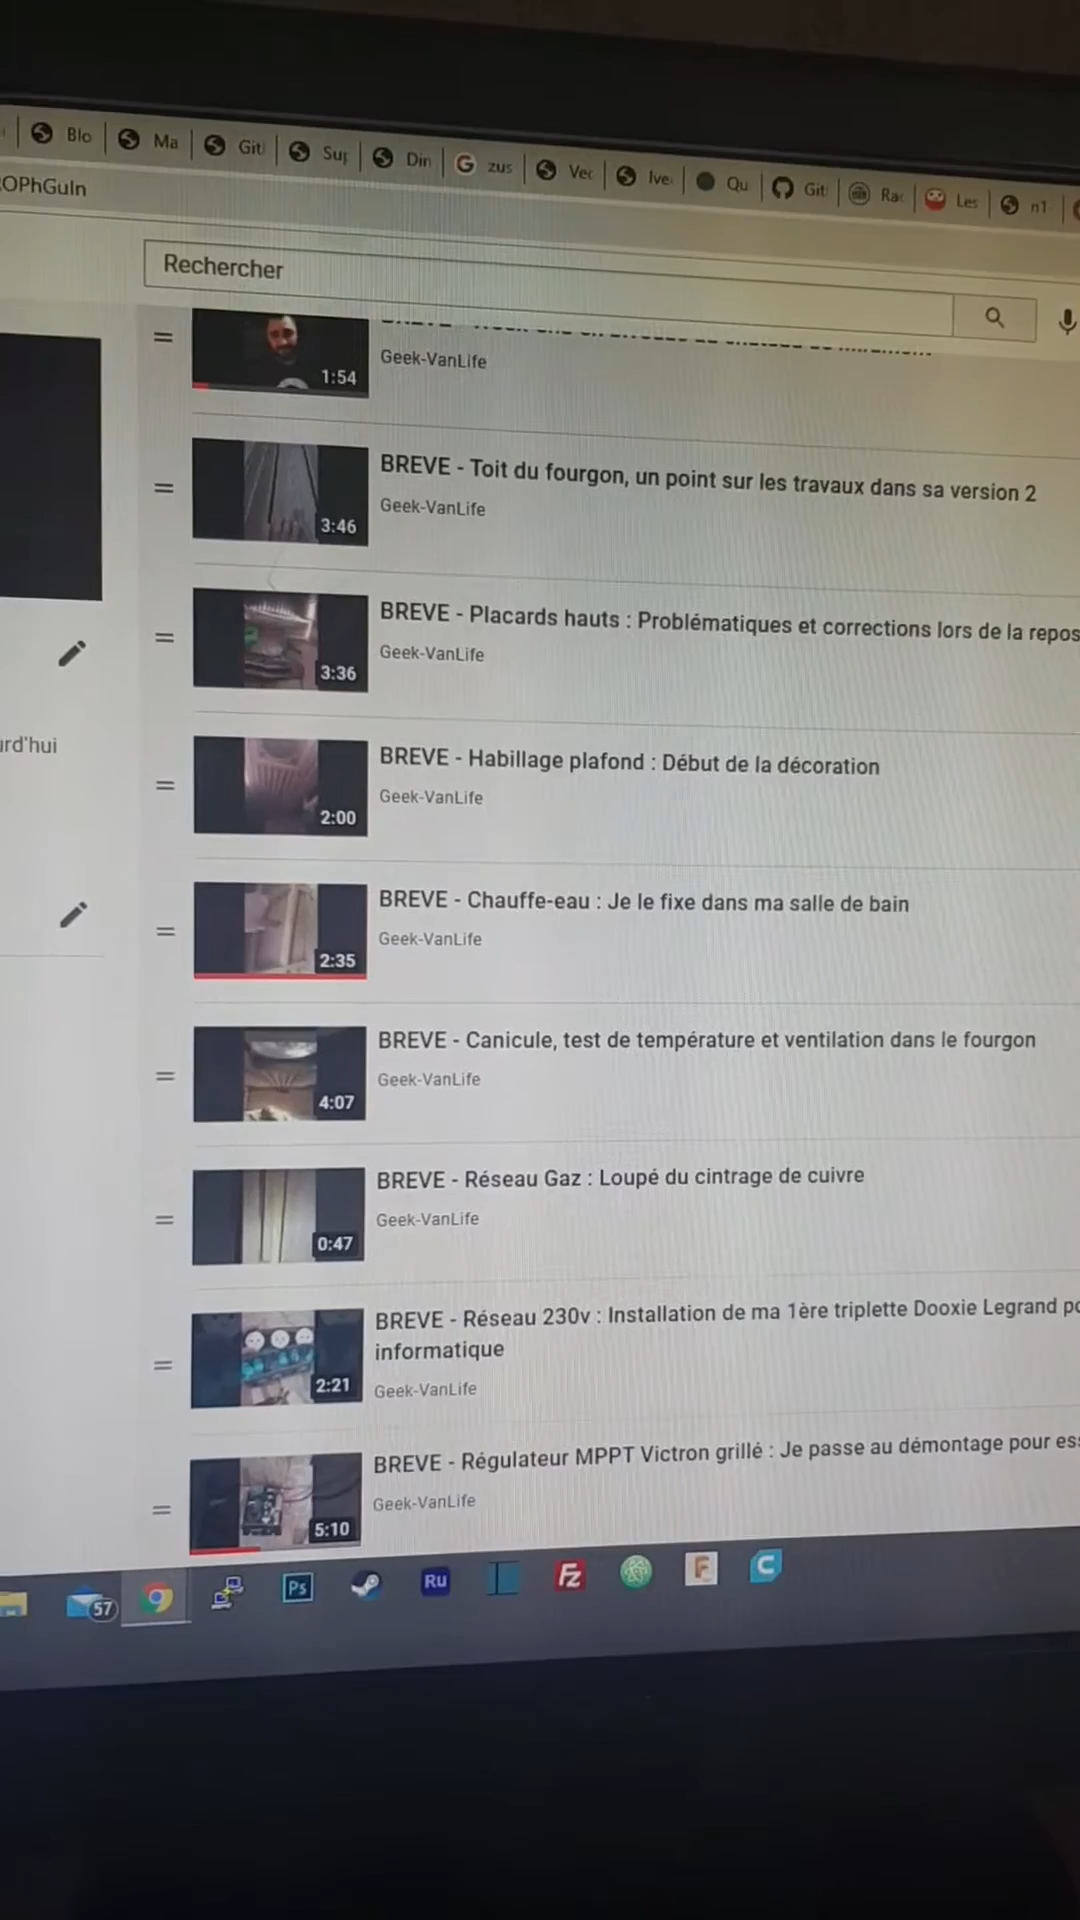 Blo
Ma
Git
Sup
Din
zus
Vec
Ive
Qu
Git
Rac
Les
n1
OPhGuIn
Rechercher
1:54
Geek-VanLife
BREVE - Toit du fourgon, un point sur les travaux dans sa version 2
Geek-VanLife
3:46
BREVE - Placards hauts : Problématiques et corrections lors de la repos
Geek-VanLife
3:36
urd'hui
BREVE - Habillage plafond : Début de la décoration
Geek-VanLife
2:00
BREVE - Chauffe-eau : Je le fixe dans ma salle de bain
Geek-VanLife
2:35
BREVE - Canicule, test de température et ventilation dans le fourgon
Geek-VanLife
4:07
BREVE - Réseau Gaz : Loupé du cintrage de cuivre
Geek-VanLife
0:47
BREVE - Réseau 230v : Installation de ma 1ère triplette Dooxie Legrand po
informatique
Geek-VanLife
2:21
BREVE - Régulateur MPPT Victron grillé : Je passe au démontage pour ess
Geek-VanLife
5:10
57
Ps
Ru
Fz
F
C